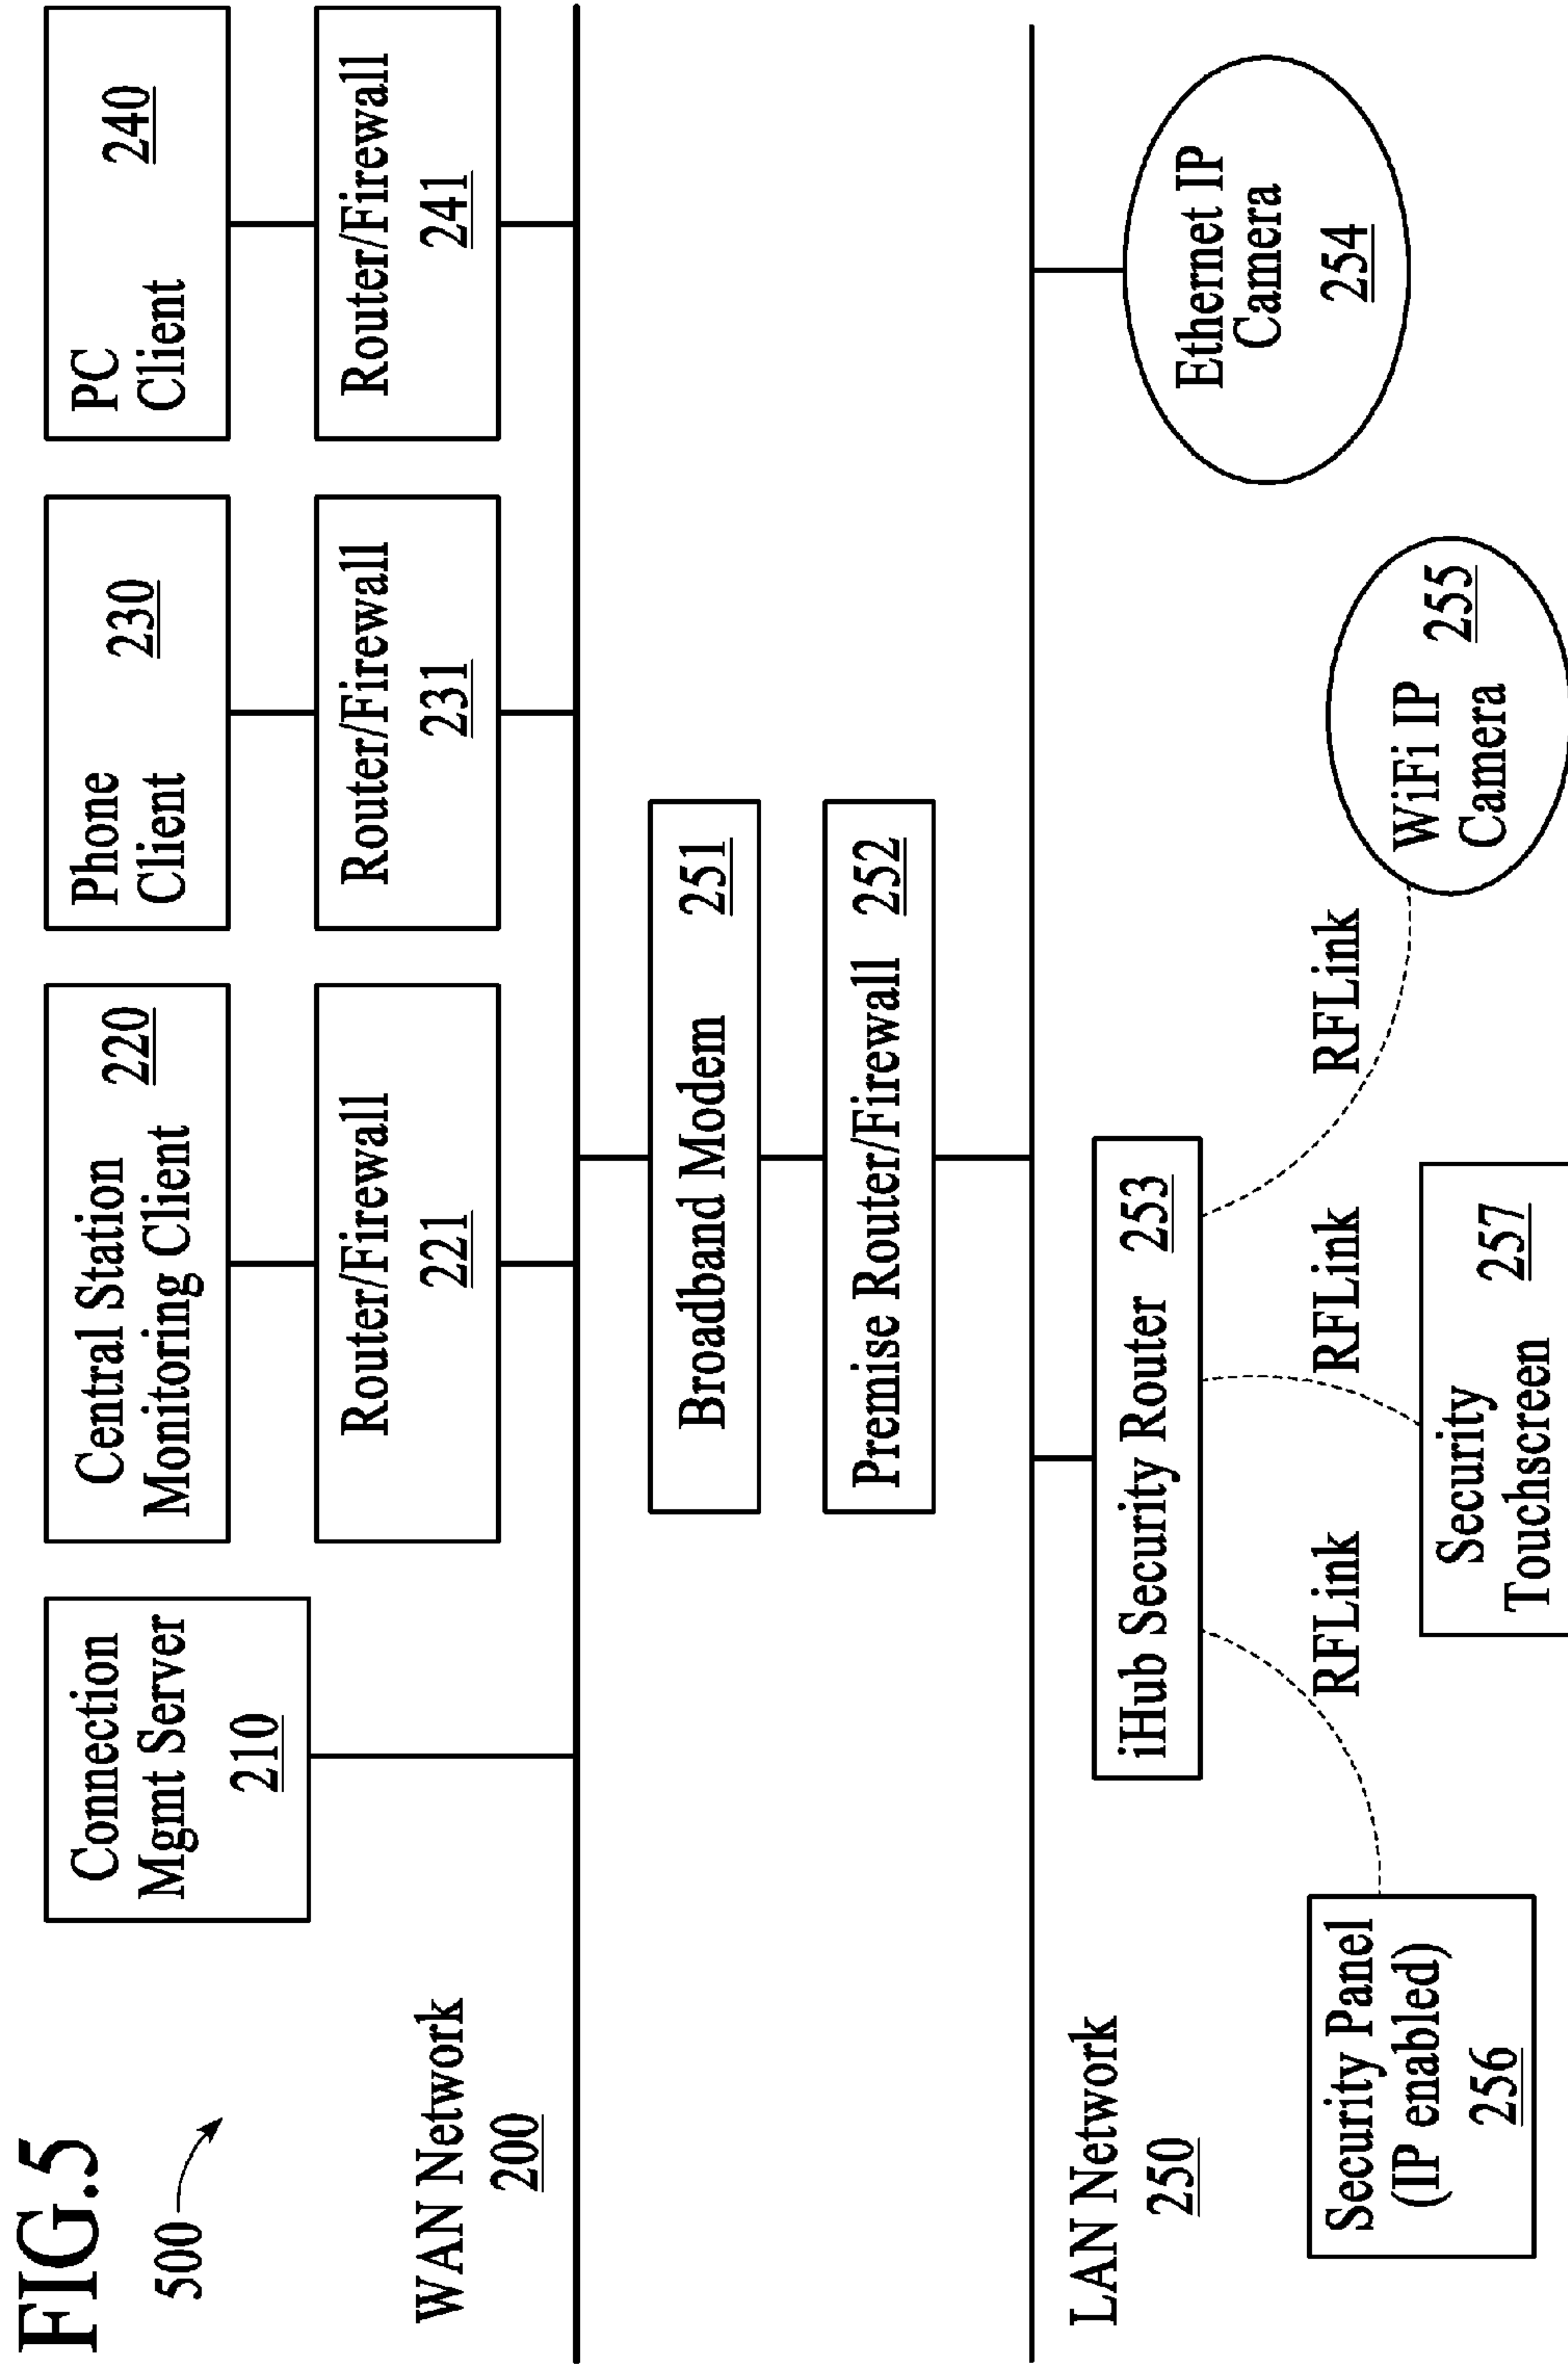 FIG.5
500
Connection
Mgmt Server
210
Central Station
Monitoring Client
220
Phone
Client
230
PC
Client
240
Router/Firewall
221
Router/Firewall
231
Router/Firewall
241
WAN Network
200
Broadband Modem 251
Premise Router/Firewall 252
LAN Network
250
iHub Security Router 253
Ethernet IP
Camera
254
RFLink
RFLink
RFLink
Security Panel
(IP enabled)
256
Security
Touchscreen
257
WiFi IP
Camera
255